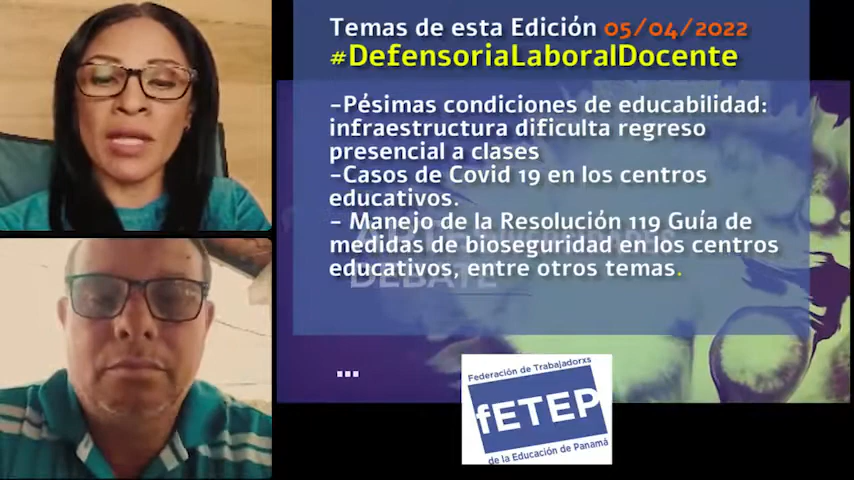 Temas de esta Edición 05/04/2022
#DefensoriaLaboralDocente
-Pésimas condiciones de educabilidad:
infraestructura dificulta regreso
presencial a clases
-Casos de Covid 19 en los centros
educativos.
- Manejo de la Resolución 119 Guía de
medidas de bioseguridad en los centros
educativos, entre otros temas.
DEBATE
...
Federación de Trabajadorxs
fETEP
de la Educación de Panamá